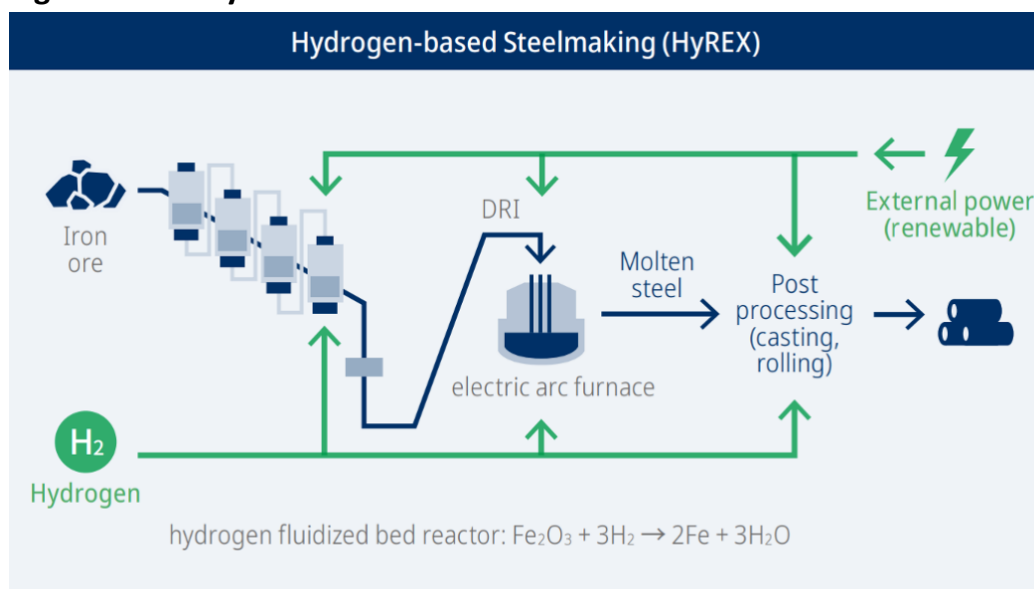 Hydrogen-based Steelmaking (HyREX)
Iron
ore
DRI
External power
(renewable)
Molten
steel
Post
processing
(casting,
rolling)
electric arc furnace
H₂
Hydrogen
hydrogen fluidized bed reactor: Fe₂O₃ + 3H₂ → 2Fe + 3H₂O